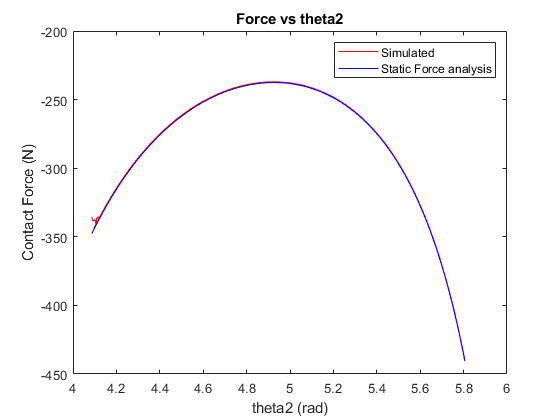 Force vs theta2
Simulated
Static Force analysis
Contact Force (N)
-200
-250
-300
-350
-400
-450
4 4.2 4.4 4.6 4.8 5 5.2 5.4 5.6 5.8 6
theta2 (rad)